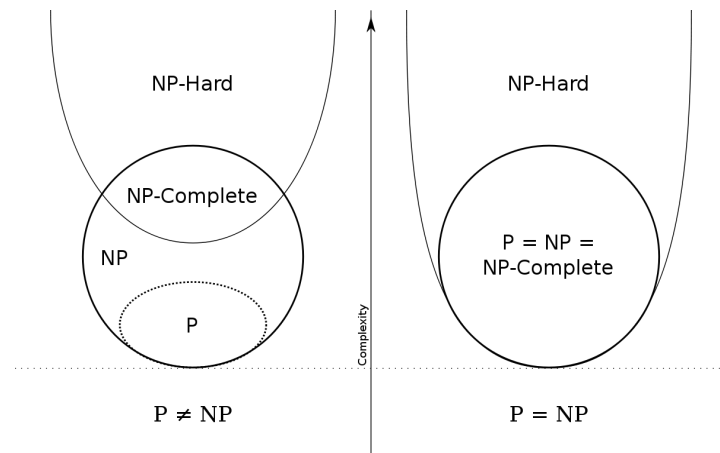 NP-Hard
NP-Complete
NP
P
P ≠ NP
Complexity
NP-Hard
P = NP =
NP-Complete
P = NP